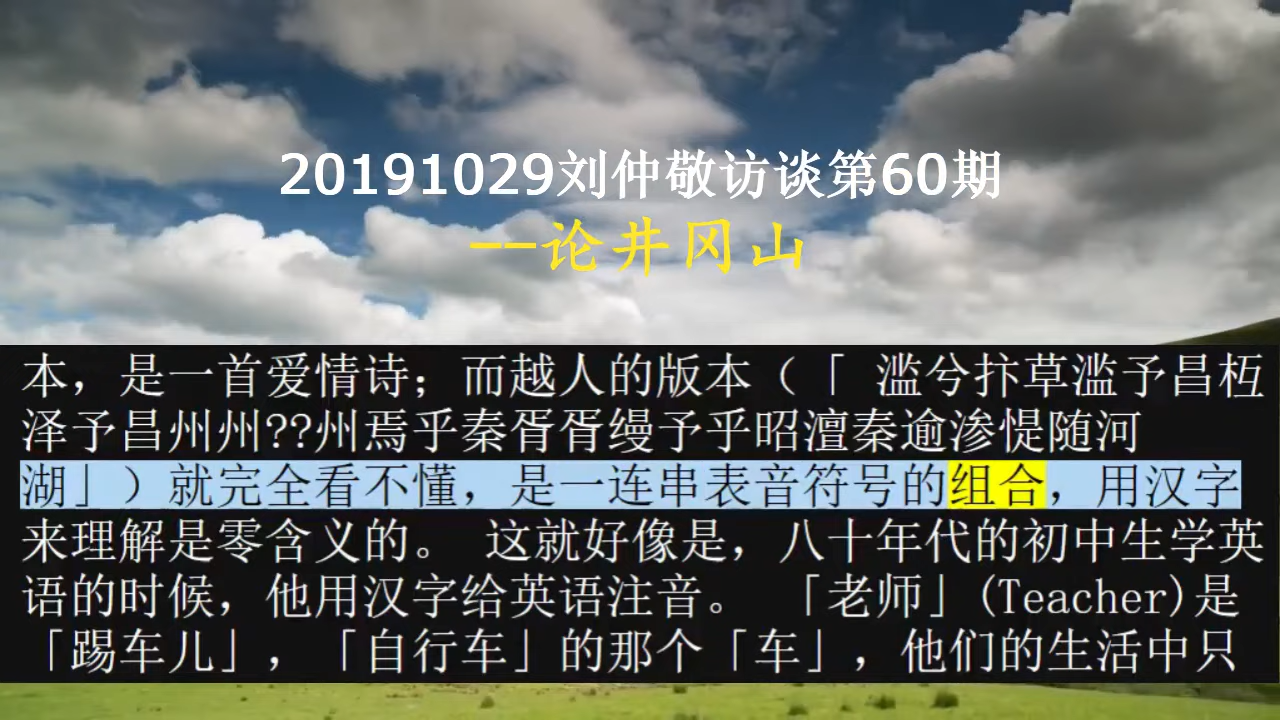 20191029刘仲敬访谈第60期
--论井冈山
本，是一首爱情诗；而越人的版本（「 滥兮抃草滥予昌枑
泽予昌州州??州焉乎秦胥胥缦予乎昭澶秦逾渗惿随河
湖」）就完全看不懂，是一连串表音符号的组合，用汉字
来理解是零含义的。 这就好像是，八十年代的初中生学英
语的时候，他用汉字给英语注音。 「老师」(Teacher)是
「踢车儿」，「自行车」的那个「车」，他们的生活中只